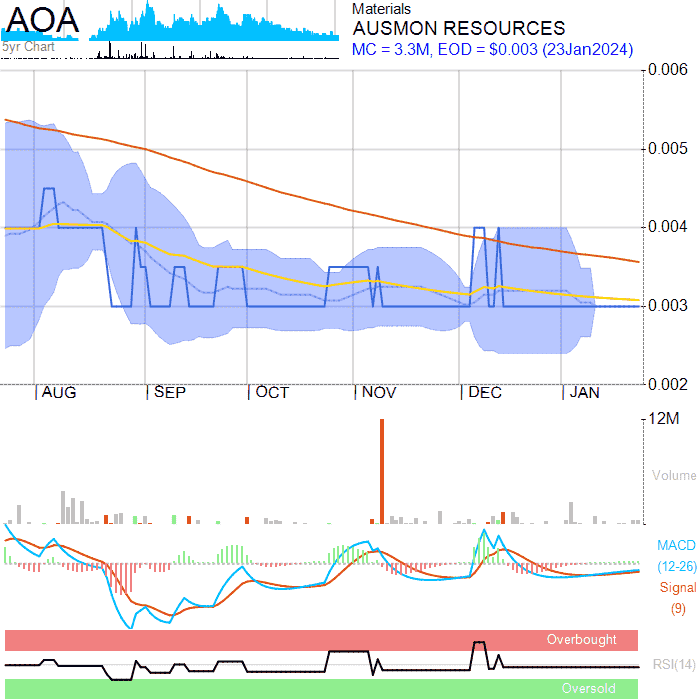 AOA
5yr Chart
Materials
AUSMON RESOURCES
MC = 3.3M, EOD = $0.003 (23Jan2024)
0.006
0.005
0.004
0.003
0.002
AUG SEP OCT NOV DEC JAN
12M
Volume
MACD
(12-26)
Signal
(9)
Overbought
RSI(14)
Oversold